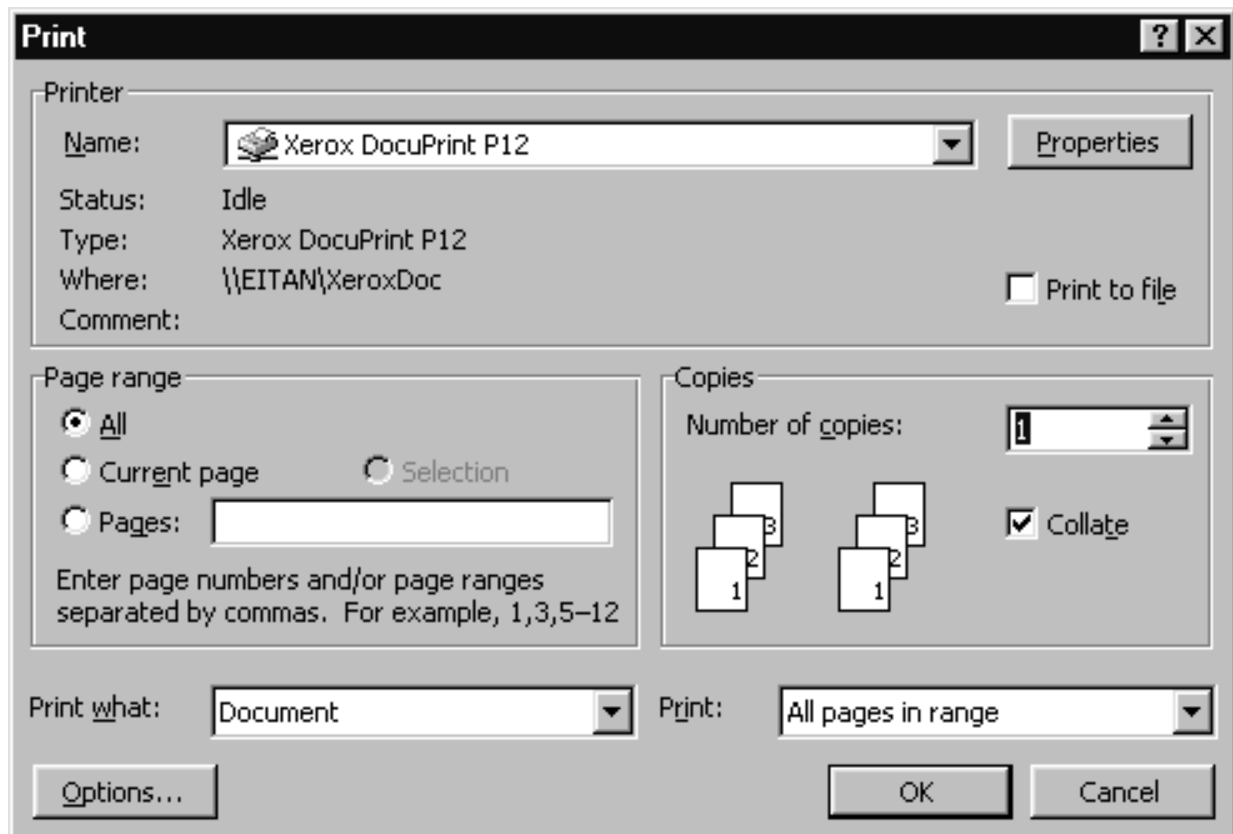 Print
Printer
Name: Xerox DocuPrint P12 Properties
Status: Idle
Type: Xerox DocuPrint P12
Where: \\EITAN\XeroxDoc Print to file
Comment:
Page range
All
Current page Selection
Pages:
Enter page numbers and/or page ranges
separated by commas. For example, 1,3,5–12
Copies
Number of copies: 1
3 3
2 2
1 1
Collate
Print what: Document Print: All pages in range
Options... OK Cancel